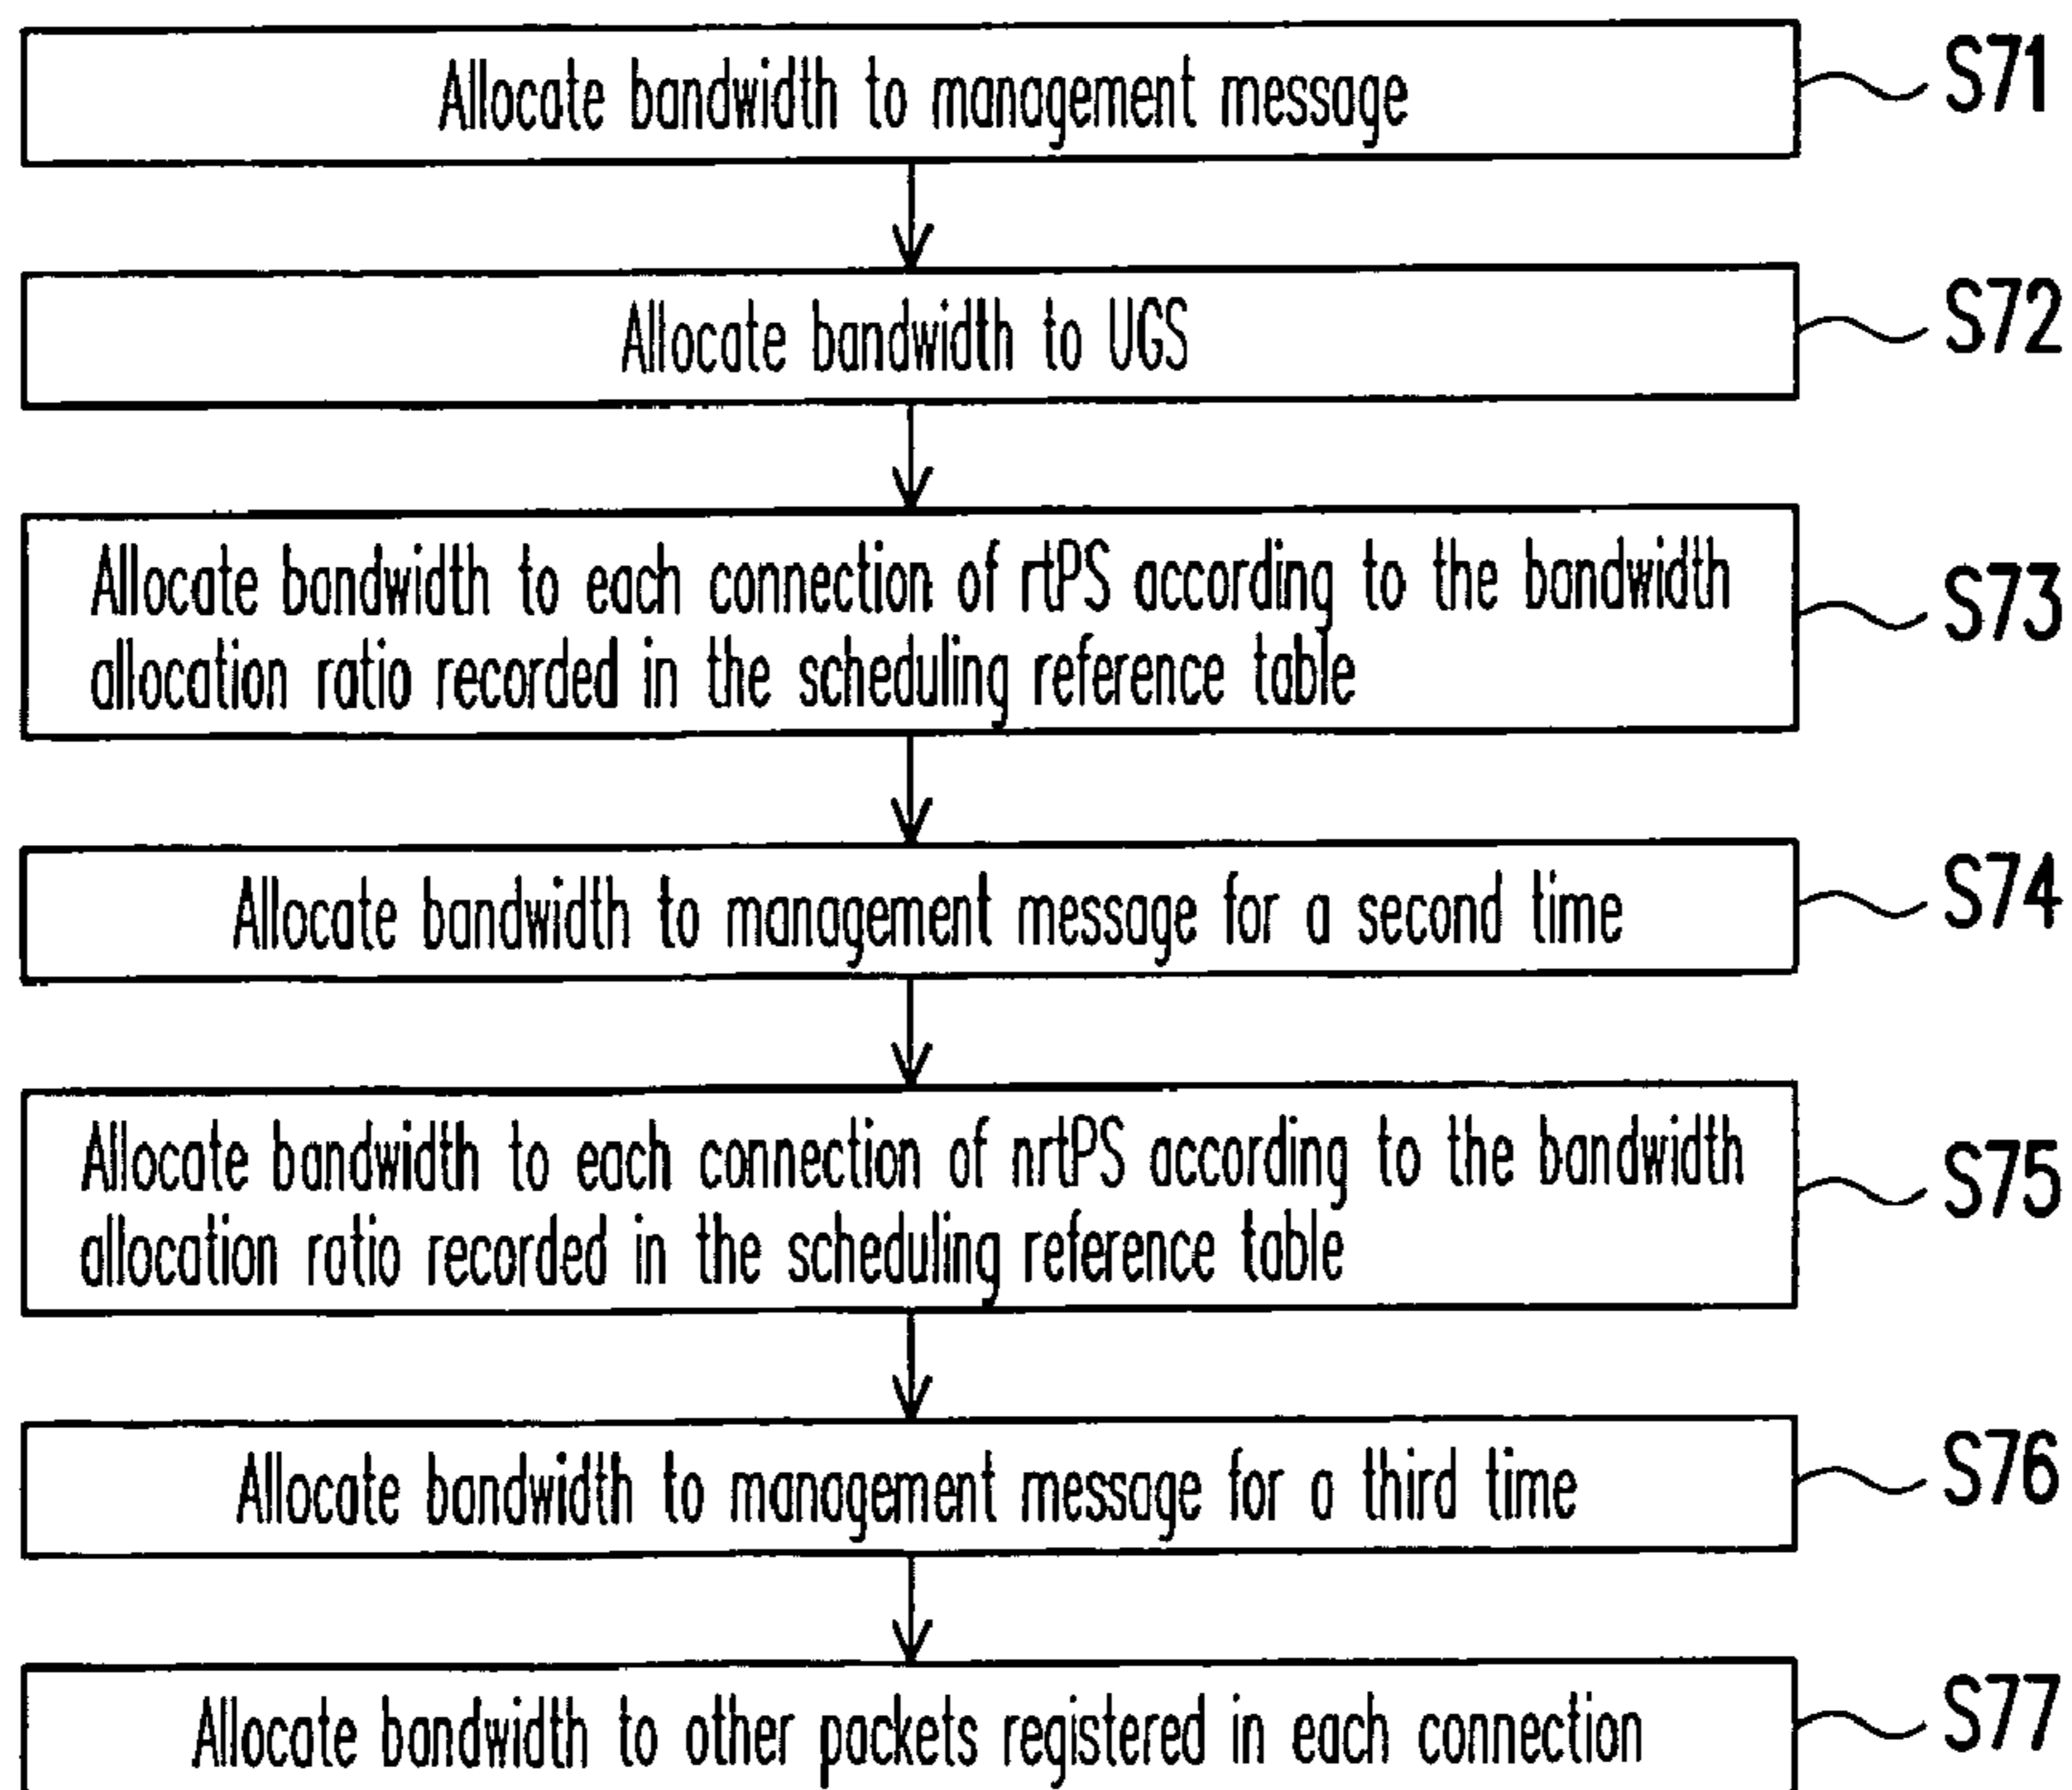 Allocate bandwidth to management message
S71
Allocate bandwidth to UGS
S72
Allocate bandwidth to each connection of rtPS according to the bandwidth
allocation ratio recorded in the scheduling reference table
S73
Allocate bandwidth to management message for a second time
S74
Allocate bandwidth to each connection of nrtPS according to the bandwidth
allocation ratio recorded in the scheduling reference table
S75
Allocate bandwidth to management message for a third time
S76
Allocate bandwidth to other packets registered in each connection
S77